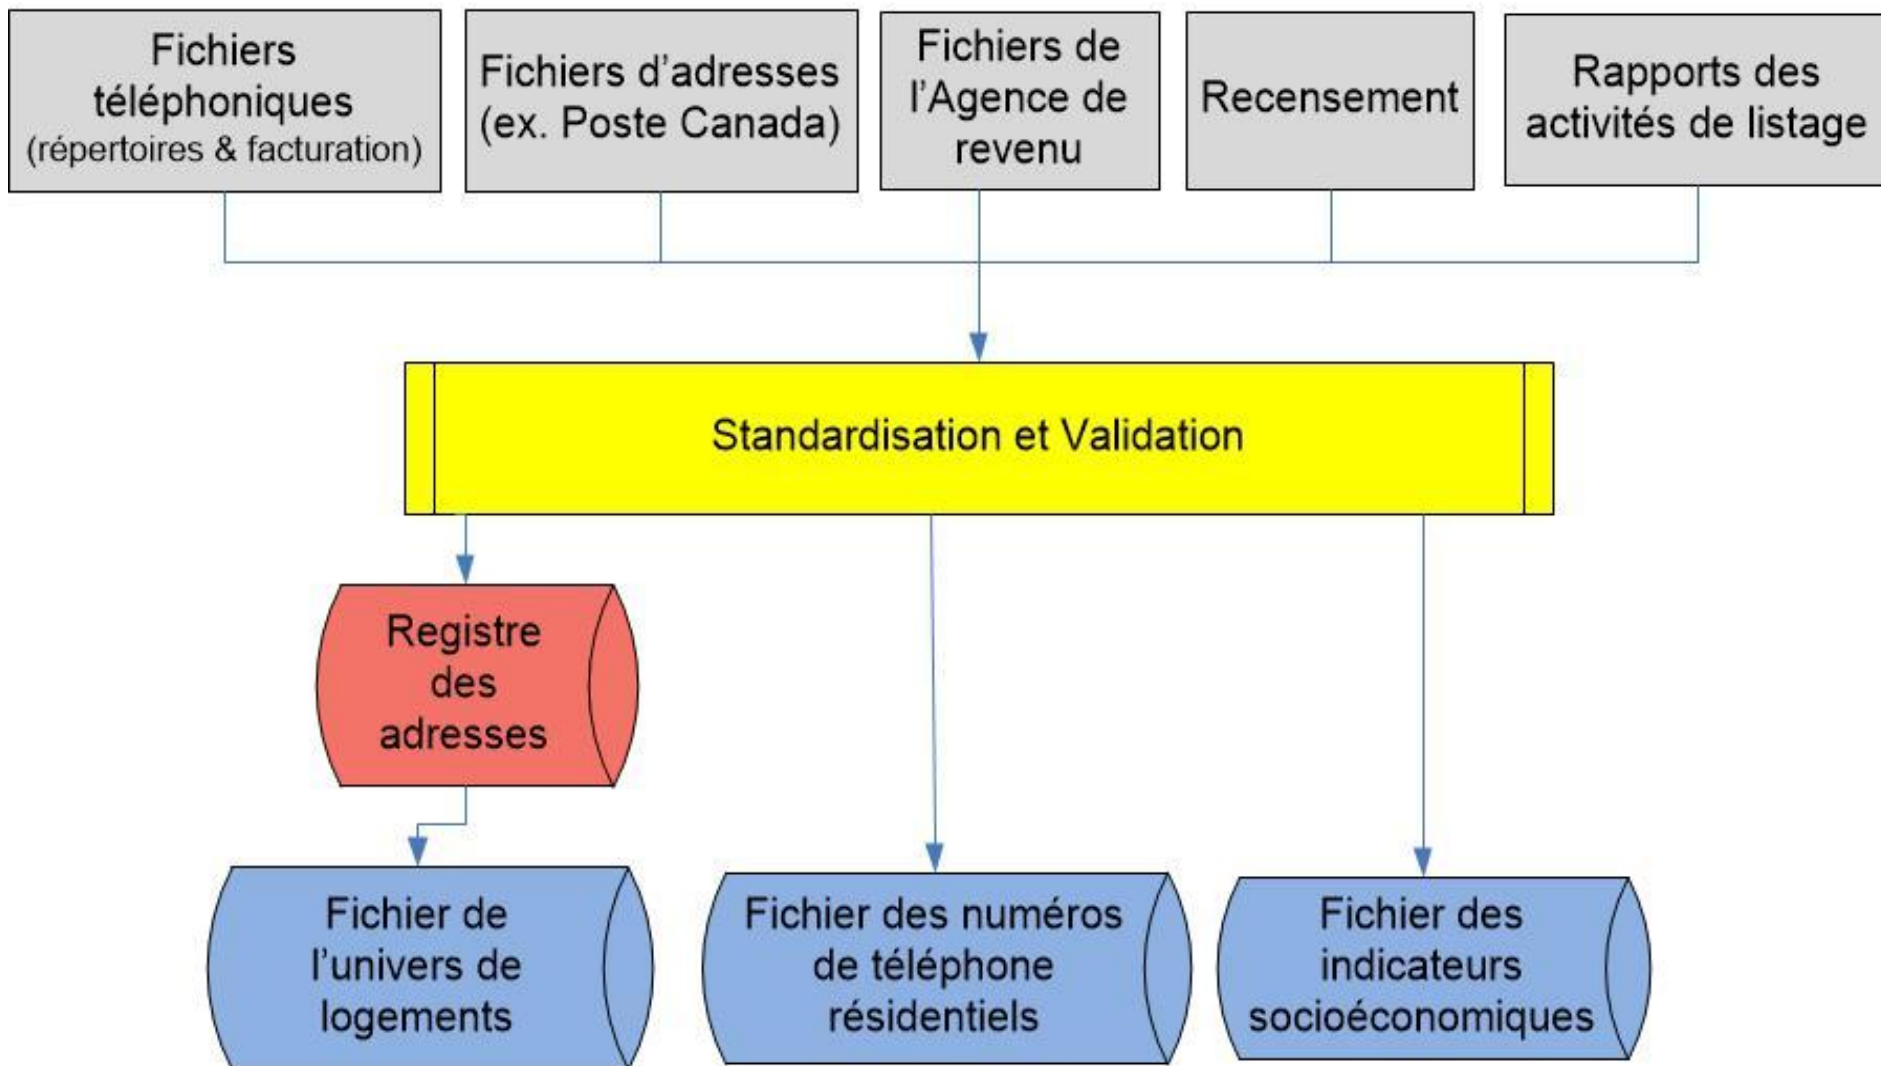 Fichiers
téléphoniques
(répertoires & facturation)
Fichiers d'adresses
(ex. Poste Canada)
Fichiers de
l'Agence de
revenu
Recensement
Rapports des
activités de listage
Standardisation et Validation
Registre
des
adresses
Fichier de
l'univers de
logements
Fichier des numéros
de téléphone
résidentiels
Fichier des
indicateurs
socioéconomiques